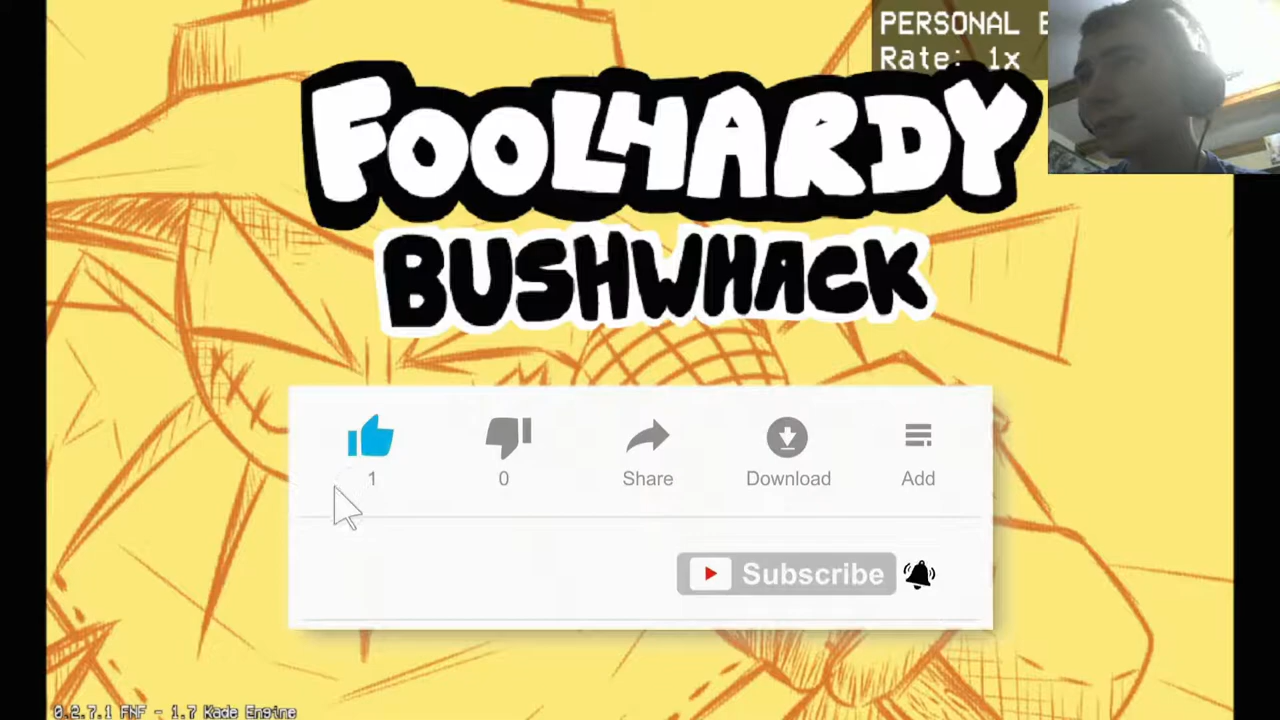 PERSONAL
Rate: 1x
FOOLHARDY
BUSHWHACK
1
0
Share
Download
Add
Subscribe
0.2.7.1 FNF - 1.7 Kade Engine